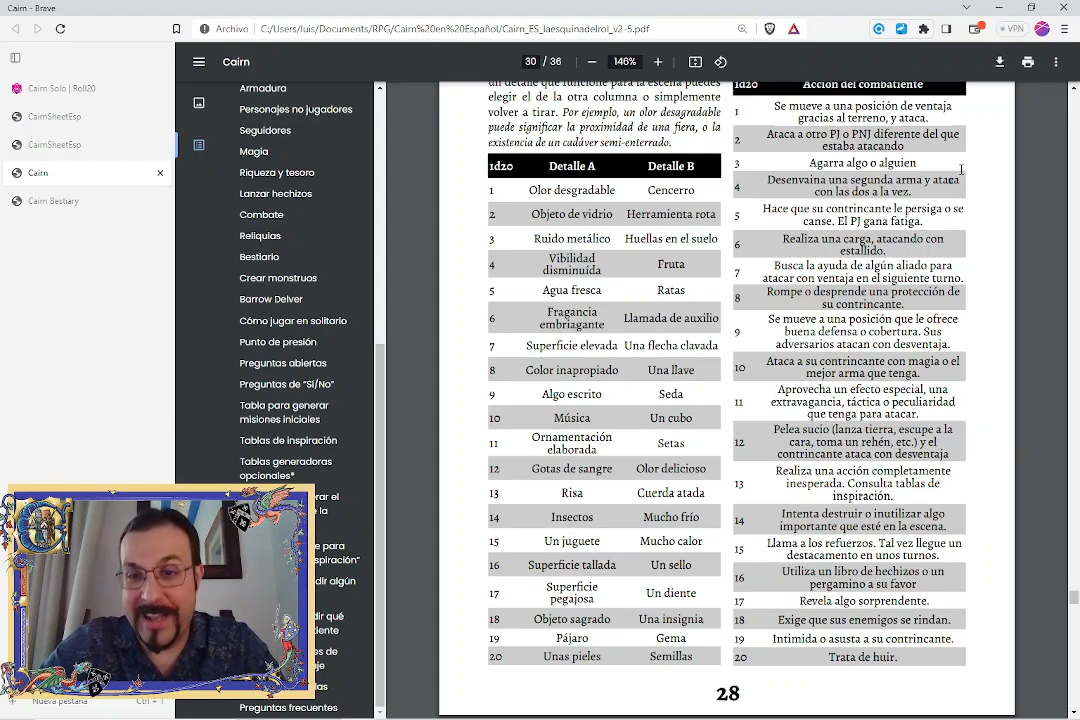 Cairn - Brave
Archivo
C:/Users/luis/Documents/RPG/Cairn%20en%20Español/Cairn_ES_laesquinadelrol_v2-5.pdf
VPN
Cairn
30 / 36
146%
Cairn Solo | Roll20
CairnSheetEsp
CairnSheetEsp
Cairn
Cairn Bestiary
Nueva pestaña
Ctrl + T
Armadura
Personajes no jugadores
Seguidores
Magia
Riqueza y tesoro
Lanzar hechizos
Combate
Reliquias
Bestiario
Crear monstruos
Barrow Delver
Cómo jugar en solitario
Punto de presión
Preguntas abiertas
Preguntas de "Sí/No"
Tabla para generar
misiones iniciales
Tablas de inspiración
Tablas generadoras
opcionales*
rar el
e la
e para
spiración"
dir algún
dir qué
diente
es de
aje
las
Preguntas frecuentes
un detalle que funcione para la escena puedes
elegir el de la otra columna o simplemente
volver a tirar. Por ejemplo, un olor desagradable
puede significar la proximidad de una fiera, o la
existencia de un cadáver semi-enterrado.
1d20 Detalle A Detalle B
1 Olor desgradable Cencerro
2 Objeto de vidrio Herramienta rota
3 Ruido metálico Huellas en el suelo
4 Vibilidad
disminuída Fruta
5 Agua fresca Ratas
6 Fragancia
embriagante Llamada de auxilio
7 Superficie elevada Una flecha clavada
8 Color inapropiado Una llave
9 Algo escrito Seda
10 Música Un cubo
11 Ornamentación
elaborada Setas
12 Gotas de sangre Olor delicioso
13 Risa Cuerda atada
14 Insectos Mucho frío
15 Un juguete Mucho calor
16 Superficie tallada Un sello
17 Superficie
pegajosa Un diente
18 Objeto sagrado Una insignia
19 Pájaro Gema
20 Unas pieles Semillas
1d20 Acción del combatiente
1 Se mueve a una posición de ventaja
gracias al terreno, y ataca.
2 Ataca a otro PJ o PNJ diferente del que
estaba atacando
3 Agarra algo o alguien
4 Desenvaina una segunda arma y ataca
con las dos a la vez.
5 Hace que su contrincante le persiga o se
canse. El PJ gana fatiga.
6 Realiza una carga, atacando con
estallido.
7 Busca la ayuda de algún aliado para
atacar con ventaja en el siguiente turno.
8 Rompe o desprende una protección de
su contrincante.
9 Se mueve a una posición que le ofrece
buena defensa o cobertura. Sus
adversarios atacan con desventaja.
10 Ataca a su contrincante con magia o el
mejor arma que tenga.
11 Aprovecha un efecto especial, una
extravagancia, táctica o peculiaridad
que tenga para atacar.
12 Pelea sucio (lanza tierra, escupe a la
cara, toma un rehén, etc.) y el
contrincante ataca con desventaja
13 Realiza una acción completamente
inesperada. Consulta tablas de
inspiración.
14 Intenta destruir o inutilizar algo
importante que esté en la escena.
15 Llama a los refuerzos. Tal vez llegue un
destacamento en unos turnos.
16 Utiliza un libro de hechizos o un
pergamino a su favor
17 Revela algo sorprendente.
18 Exige que sus enemigos se rindan.
19 Intimida o asusta a su contrincante.
20 Trata de huir.
28